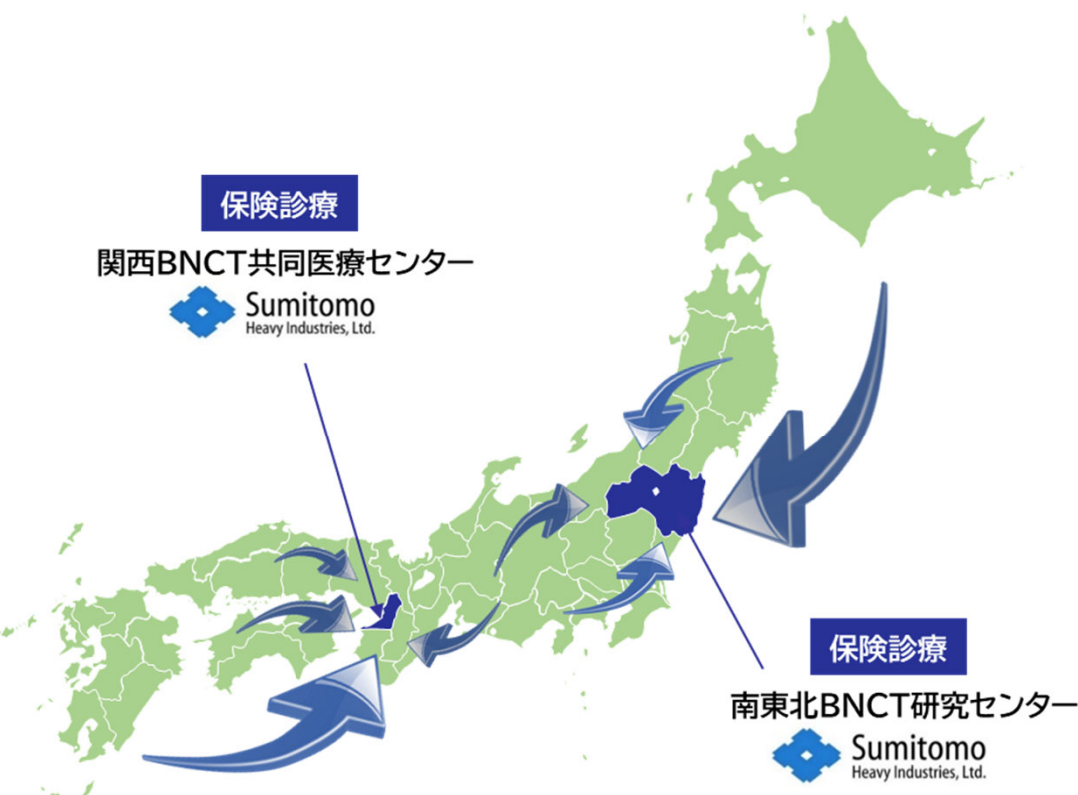 保険診療
関西BNCT共同医療センター
Sumitomo
Heavy Industries, Ltd.
保険診療
南東北BNCT研究センター
Sumitomo
Heavy Industries, Ltd.